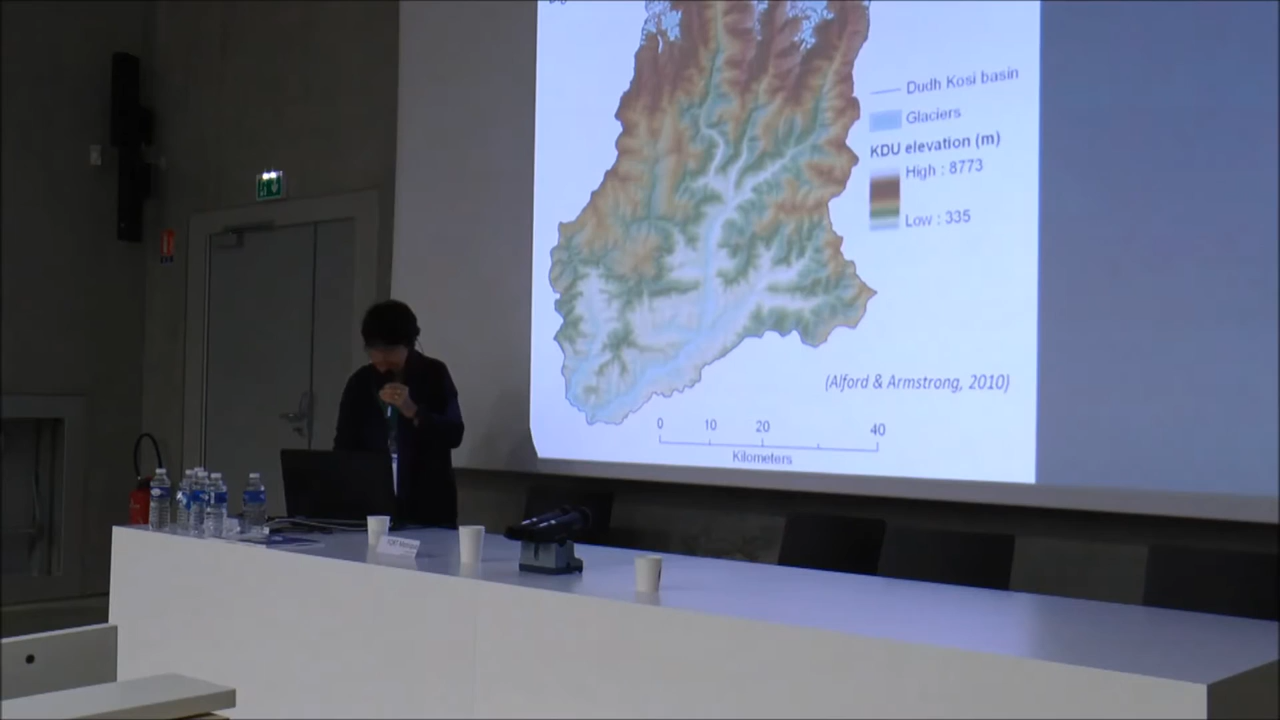 Dudh Kosi basin
Glaciers
KDU elevation (m)
High : 8773
Low : 335
(Alford & Armstrong, 2010)
0 10 20 40
Kilometers